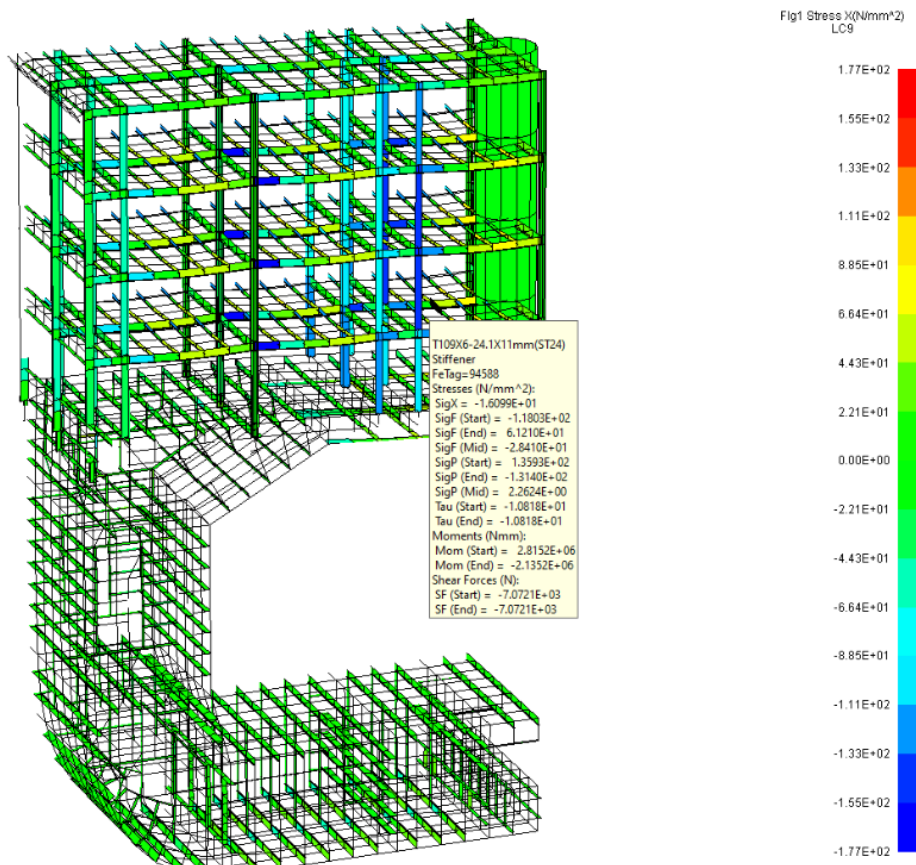 Flg1 Stress X(N/mm^2)
LC9
1.77E+02
1.55E+02
1.33E+02
1.11E+02
8.85E+01
6.64E+01
4.43E+01
2.21E+01
0.00E+00
-2.21E+01
-4.43E+01
-6.64E+01
-8.85E+01
-1.11E+02
-1.33E+02
-1.55E+02
-1.77E+02
T109X6-24.1X11mm(ST24)
Stiffener
FeTag=94588
Stresses (N/mm^2):
SigX = -1.6099E+01
SigF (Start) = -1.1803E+02
SigF (End) = 6.1210E+01
SigF (Mid) = -2.8410E+01
SigP (Start) = 1.3593E+02
SigP (End) = -1.3140E+02
SigP (Mid) = 2.2624E+00
Tau (Start) = -1.0818E+01
Tau (End) = -1.0818E+01
Moments (Nmm):
Mom (Start) = 2.8152E+06
Mom (End) = -2.1352E+06
Shear Forces (N):
SF (Start) = -7.0721E+03
SF (End) = -7.0721E+03